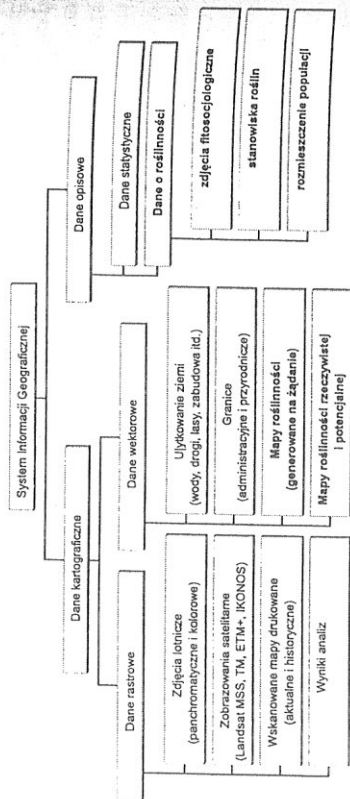 System Informacji Geograficznej
Dane kartograficzne
Dane opisowe
Dane rastrowe
Dane wektorowe
Dane statystyczne
Dane o roślinności
zdjęcia fitosocjologiczne
stanowiska roślin
rozmieszczenie populacji
Zdjęcia lotnicze
(panchromatyczne i kolorowe)
Zobrazowania satelitarne
(Landsat MSS, TM, ETM+, IKONOS)
Wskanowane mapy drukowane
(aktualne i historyczne)
Wyniki analiz
Użytkowanie ziemi
(wody, drogi, lasy, zabudowa itd.)
Granice
(administracyjne i przyrodnicze)
Mapy roślinności
(generowane na żądanie)
Mapy roślinności rzeczywistej
i potencjalnej